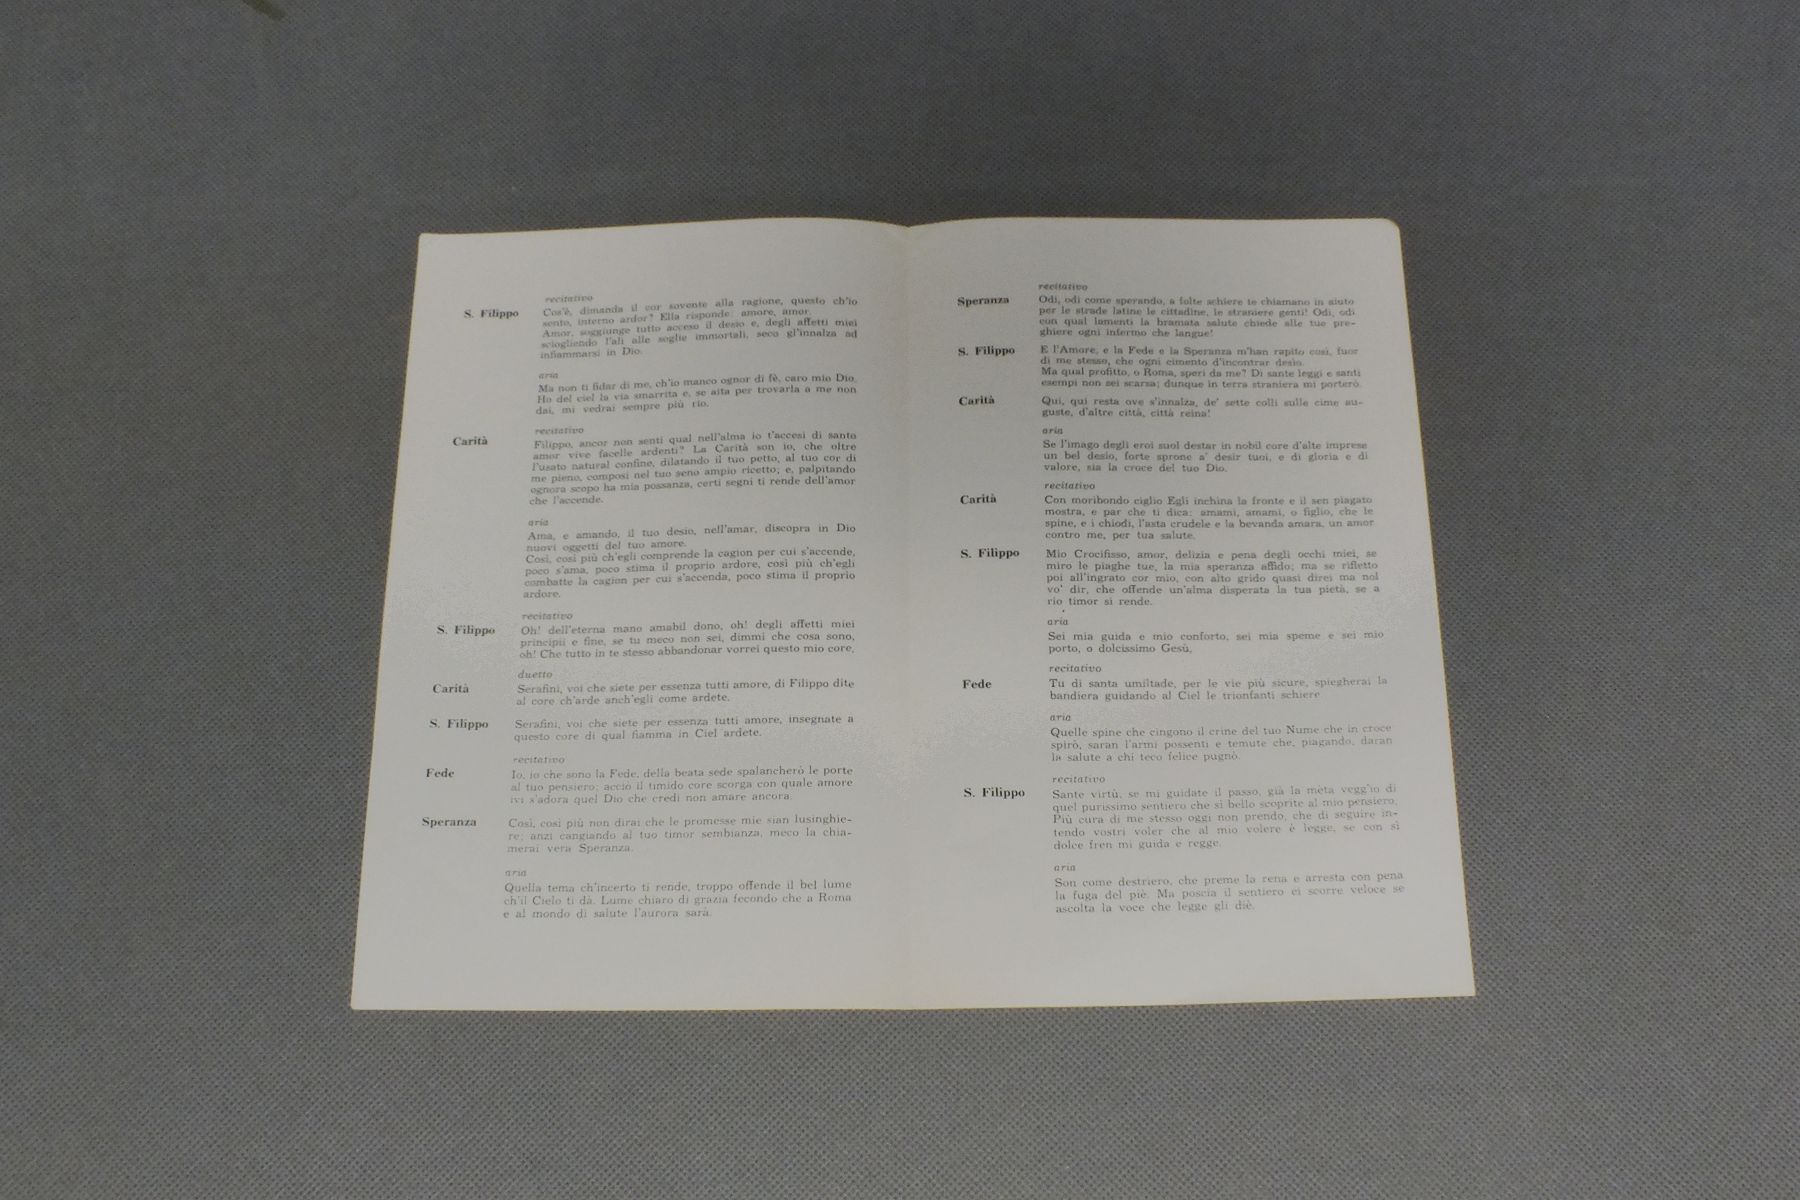 recitativo
S. Filippo Cos'è, dimanda il cor sovente alla ragione, questo ch'io
sento, interno ardor? Ella risponde: amore, amor.
Amor, soggiunge tutto acceso il desio e, degli affetti miei
sciogliendo l'ali alle soglie immortali, seco gl'innalza ad
infiammarsi in Dio.
aria
Ma non ti fidar di me, ch'io manco ognor di fè, caro mio Dio.
Ho del ciel la via smarrita e, se aita per trovarla a me non
dai, mi vedrai sempre più rio.
recitativo
Carità Filippo, ancor non senti qual nell'alma io t'accesi di santo
amor vive facelle ardenti? La Carità son io, che oltre
l'usato natural confine, dilatando il tuo petto, al tuo cor di
me pieno, composi nel tuo seno ampio ricetto; e, palpitando
ognora scopo ha mia possanza, certi segni ti rende dell'amor
che l'accende.
aria
Ama, e amando, il tuo desio, nell'amar, discopra in Dio
nuovi oggetti del tuo amore.
Così, così più ch'egli comprende la cagion per cui s'accende,
poco s'ama, poco stima il proprio ardore, così più ch'egli
combatte la cagion per cui s'accenda, poco stima il proprio
ardore.
recitativo
S. Filippo Oh! dell'eterna mano amabil dono, oh! degli affetti miei
principii e fine, se tu meco non sei, dimmi che cosa sono,
oh! Che tutto in te stesso abbandonar vorrei questo mio core,
duetto
Carità Serafini, voi che siete per essenza tutti amore, di Filippo dite
al core ch'arde anch'egli come ardete.
S. Filippo Serafini, voi che siete per essenza tutti amore, insegnate a
questo core di qual fiamma in Ciel ardete.
recitativo
Fede Io, io che sono la Fede, della beata sede spalancherò le porte
al tuo pensiero; acciò il timido core scorga con quale amore
ivi s'adora quel Dio che credi non amare ancora.
Speranza Così, così più non dirai che le promesse mie sian lusinghie-
re; anzi cangiando al tuo timor sembianza, meco la chia-
merai vera Speranza.
aria
Quella tema ch'incerto ti rende, troppo offende il bel lume
ch'il Cielo ti dà. Lume chiaro di grazia fecondo che a Roma
e al mondo di salute l'aurora sarà.
recitativo
Speranza Odi, odi come sperando, a folte schiere te chiamano in aiuto
per le strade latine le cittadine, le straniere genti! Odi, odi
con qual lamenti la bramata salute chiede alle tue pre-
ghiere ogni infermo che langue!
S. Filippo E l'Amore, e la Fede e la Speranza m'han rapito così, fuor
di me stesso, che ogni cimento d'incontrar desio.
Ma qual profitto, o Roma, speri da me? Di sante leggi e santi
esempi non sei scarsa; dunque in terra straniera mi porterò.
Carità Qui, qui resta ove s'innalza, de' sette colli sulle cime au-
guste, d'altre città, città reina!
aria
Se l'imago degli eroi suol destar in nobil core d'alte imprese
un bel desio, forte sprone a' desir tuoi, e di gloria e di
valore, sia la croce del tuo Dio.
recitativo
Carità Con moribondo ciglio Egli inchina la fronte e il sen piagato
mostra, e par che ti dica: amami, amami, o figlio, che le
spine, e i chiodi, l'asta crudele e la bevanda amara, un amor
contro me, per tua salute.
S. Filippo Mio Crocifisso, amor, delizia e pena degli occhi miei, se
miro le piaghe tue, la mia speranza affido; ma se rifletto
poi all'ingrato cor mio, con alto grido quasi direi ma nol
vo' dir, che offende un'alma disperata la tua pietà, se a
rio timor si rende.
aria
Sei mia guida e mio conforto, sei mia speme e sei mio
porto, o dolcissimo Gesù,
recitativo
Fede Tu di santa umiltade, per le vie più sicure, spiegherai la
bandiera guidando al Ciel le trionfanti schiere
aria
Quelle spine che cingono il crine del tuo Nume che in croce
spirò, saran l'armi possenti e temute che, piagando, daran
la salute a chi teco felice pugnò.
recitativo
S. Filippo Sante virtù, se mi guidate il passo, già la mèta vegg'io di
quel purissimo sentiero che sì bello scoprite al mio pensiero,
Più cura di me stesso oggi non prendo, che di seguire in-
tendo vostri voler che al mio volere è legge, se con sì
dolce fren mi guida e regge.
aria
Son come destriero, che preme la rena e arresta con pena
la fuga del piè. Ma poscia il sentiero ei scorre veloce se
ascolta la voce che legge gli diè.